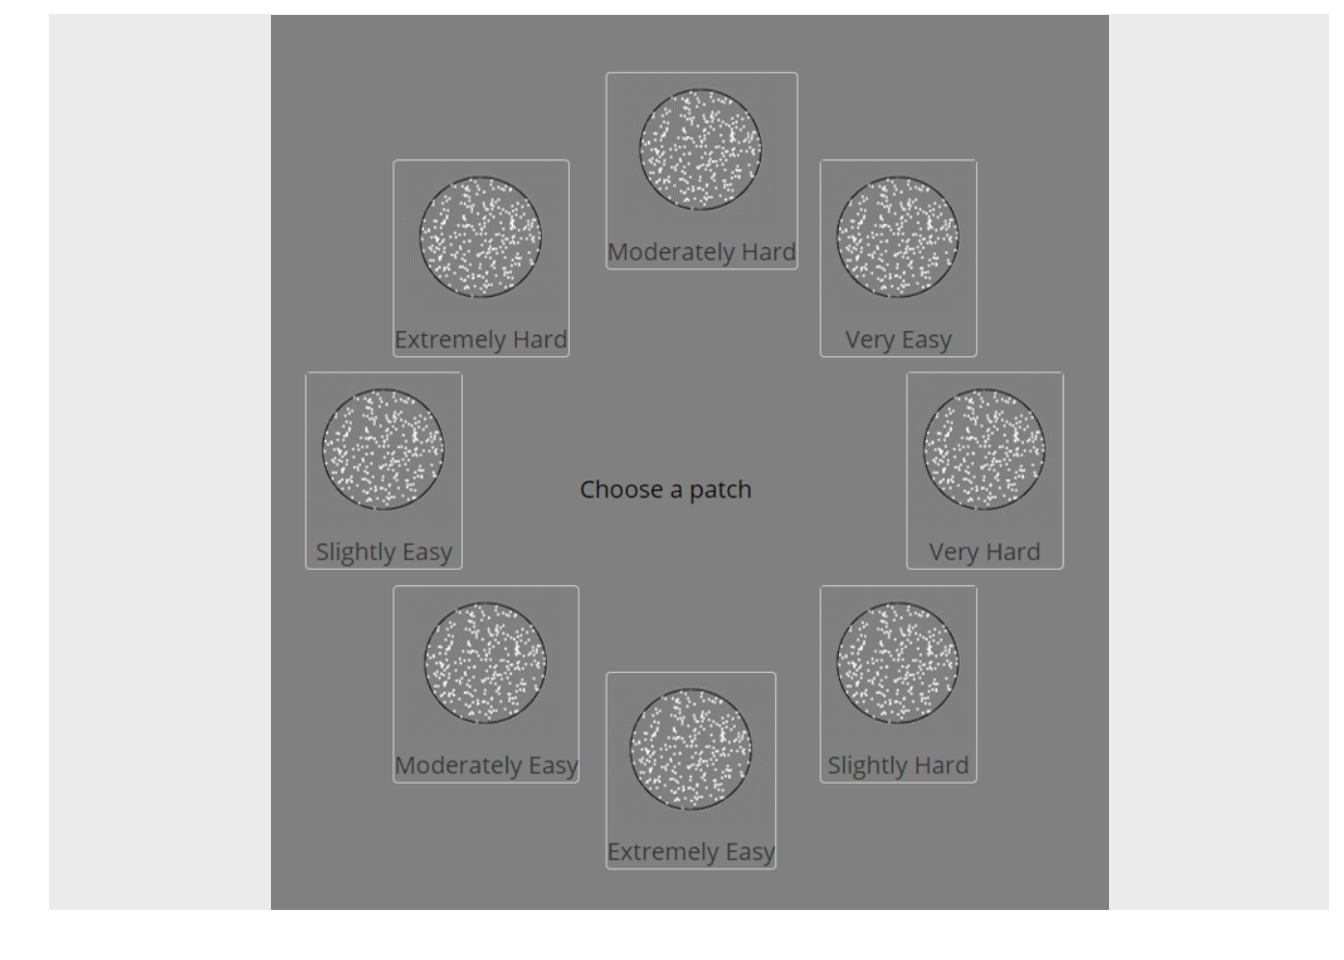 Moderately Hard
Extremely Hard
Very Easy
Slightly Easy
Choose a patch
Very Hard
Moderately Easy
Slightly Hard
Extremely Easy